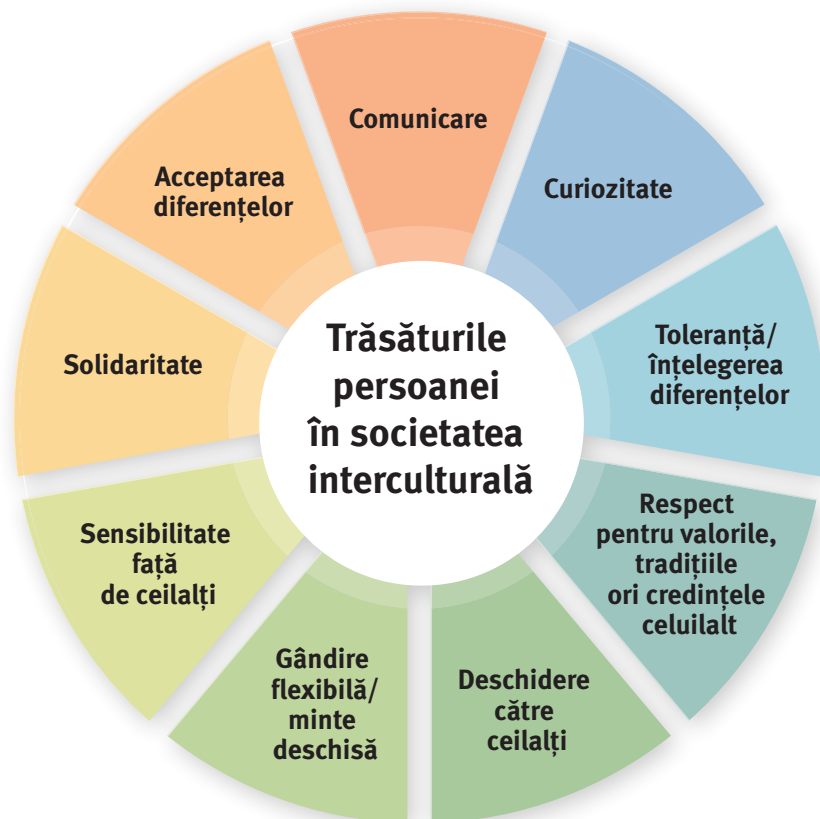 Trăsăturile
persoanei
în societatea
interculturală
Comunicare
Curiozitate
Toleranță/
înțelegerea
diferențelor
Respect
pentru valorile,
tradițiile
ori credințele
celuilalt
Deschidere
către
ceilalți
Gândire
flexibilă/
minte
deschisă
Sensibilitate
față
de ceilalți
Solidaritate
Acceptarea
diferențelor